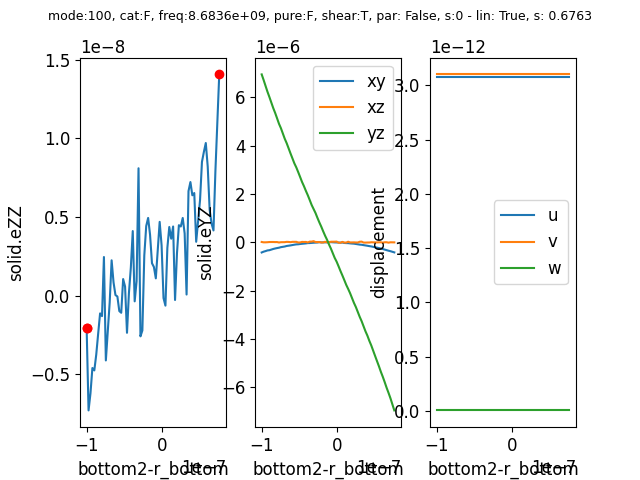 mode:100, cat:F, freq:8.6836e+09, pure:F, shear:T, par: False, s:0 - lin: True, s: 0.6763
1e−8
1e−6
1e−12
solid.eZZ
1.5
1.0
0.5
0.0
−0.5
−1
0
1e−7
bottom2-r_bottom
solid.eYZ
6
4
2
0
−2
−4
−6
xy
xz
yz
−1
0
1e−7
bottom2-r_bottom
displacement
3.0
2.5
2.0
1.5
1.0
0.5
0.0
u
v
w
−1
0
1e−7
bottom2-r_bottom